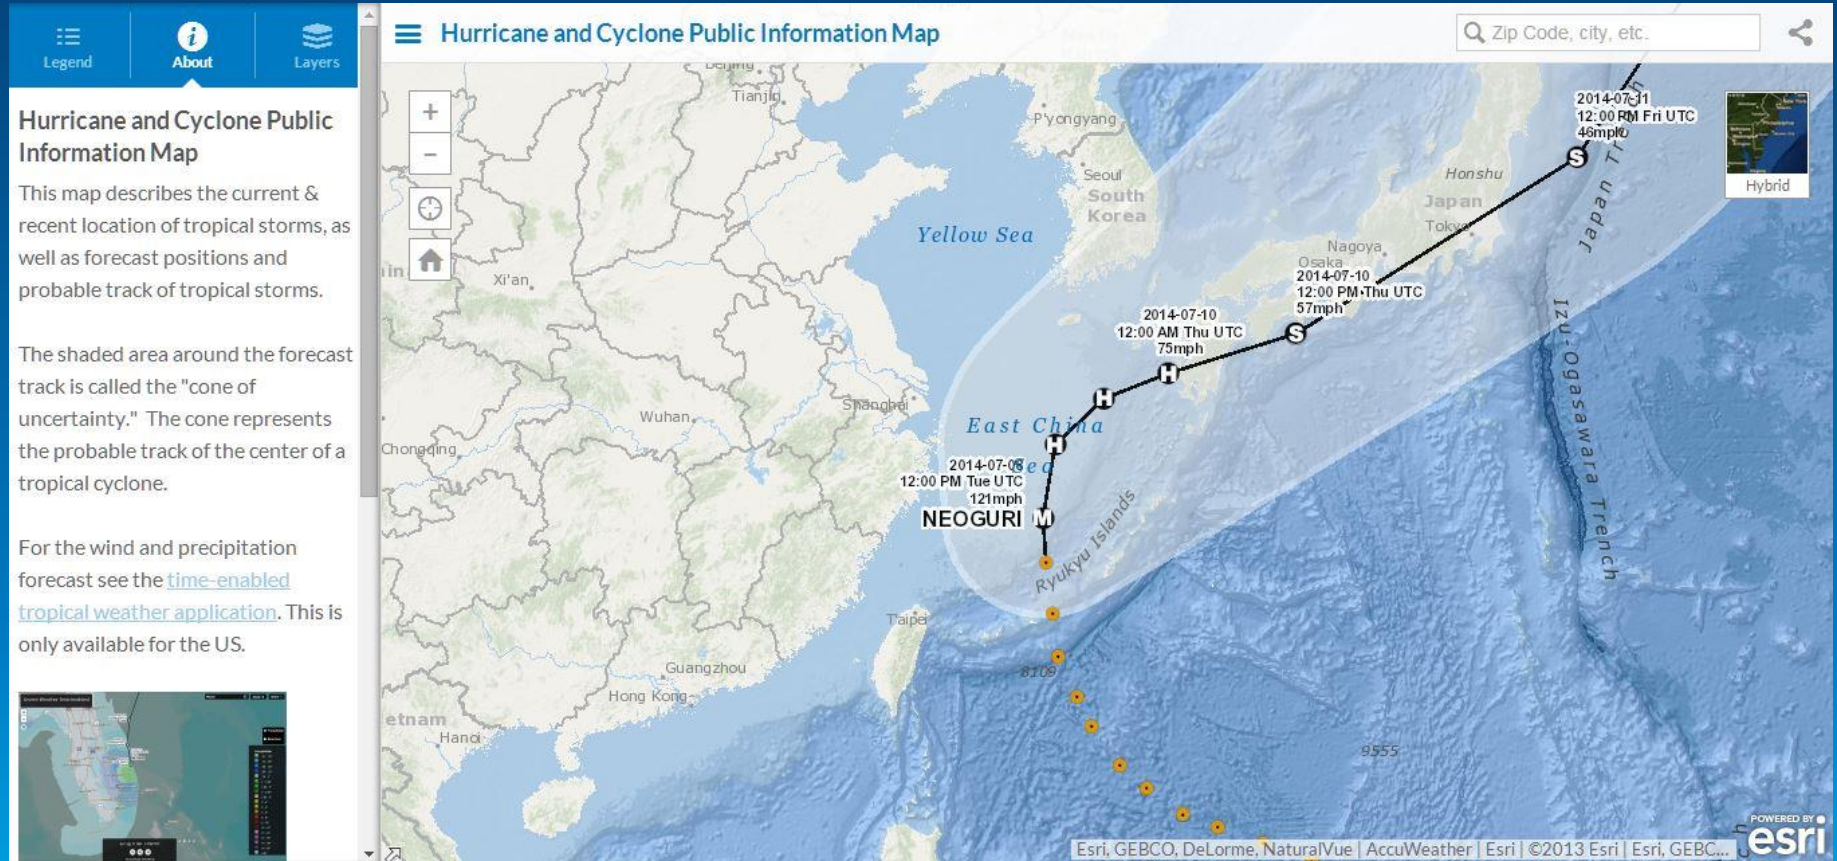 Legend
About
Layers
Hurricane and Cyclone Public
Information Map
This map describes the current &
recent location of tropical storms, as
well as forecast positions and
probable track of tropical storms.
The shaded area around the forecast
track is called the "cone of
uncertainty." The cone represents
the probable track of the center of a
tropical cyclone.
For the wind and precipitation
forecast see the time-enabled
tropical weather application. This is
only available for the US.
Hurricane and Cyclone Public Information Map
Zip Code, city, etc.
+
−
Hybrid
Beijing
Tianjin
P'yongyang
Seoul
South
Korea
Yellow Sea
Xi'an
Honshu
Japan
Tokyo
Nagoya
Osaka
2014-07-11
12:00 PM Fri UTC
46mph
S
Japan Trench
2014-07-10
12:00 PM Thu UTC
57mph
S
2014-07-10
12:00 AM Thu UTC
75mph
H
H
H
Izu-Ogasawara Trench
Shanghai
Wuhan
Chongqing
East China
Sea
2014-07-08
12:00 PM Tue UTC
121mph
NEOGURI
M
Ryukyu Islands
T'aipei
8109
Guangzhou
Hong Kong
etnam
Hanoi
9555
POWERED BY
esri
Esri, GEBCO, DeLorme, NaturalVue | AccuWeather | Esri | ©2013 Esri | Esri, GEBC...